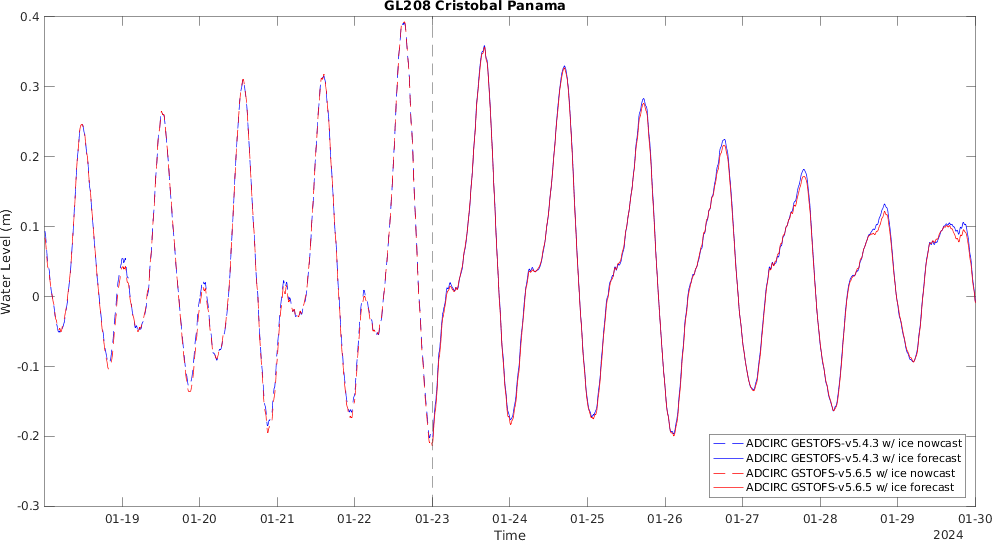 GL208 Cristobal Panama
Water Level (m)
0.4
0.3
0.2
0.1
0
-0.1
-0.2
-0.3
ADCIRC GESTOFS-v5.4.3 w/ ice nowcast
ADCIRC GESTOFS-v5.4.3 w/ ice forecast
ADCIRC GSTOFS-v5.6.5 w/ ice nowcast
ADCIRC GSTOFS-v5.6.5 w/ ice forecast
01-19 01-20 01-21 01-22 01-23 01-24 01-25 01-26 01-27 01-28 01-29 01-30
Time 2024